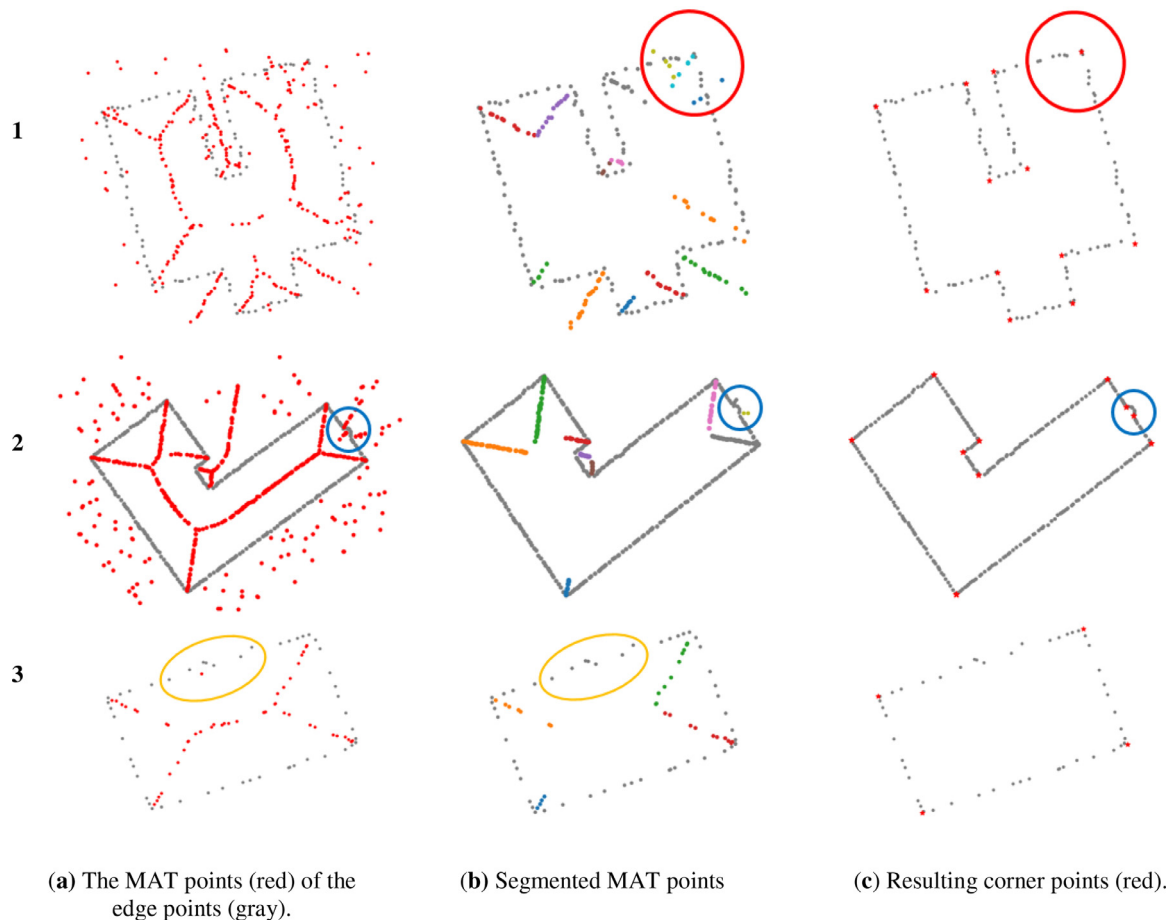 1
2
3
(a) The MAT points (red) of the
edge points (gray).
(b) Segmented MAT points
(c) Resulting corner points (red).